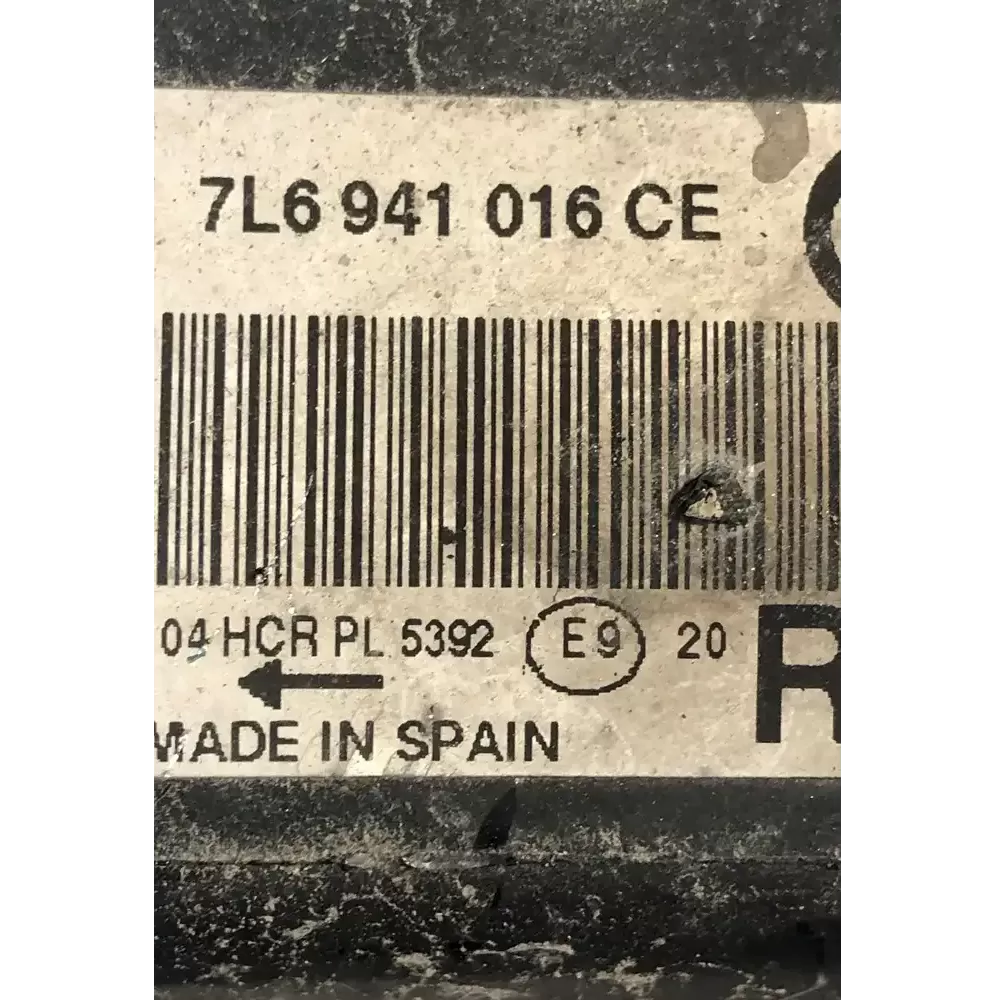 7L6 941 016 CE
04 HCR PL 5392 E9 20 R
MADE IN SPAIN